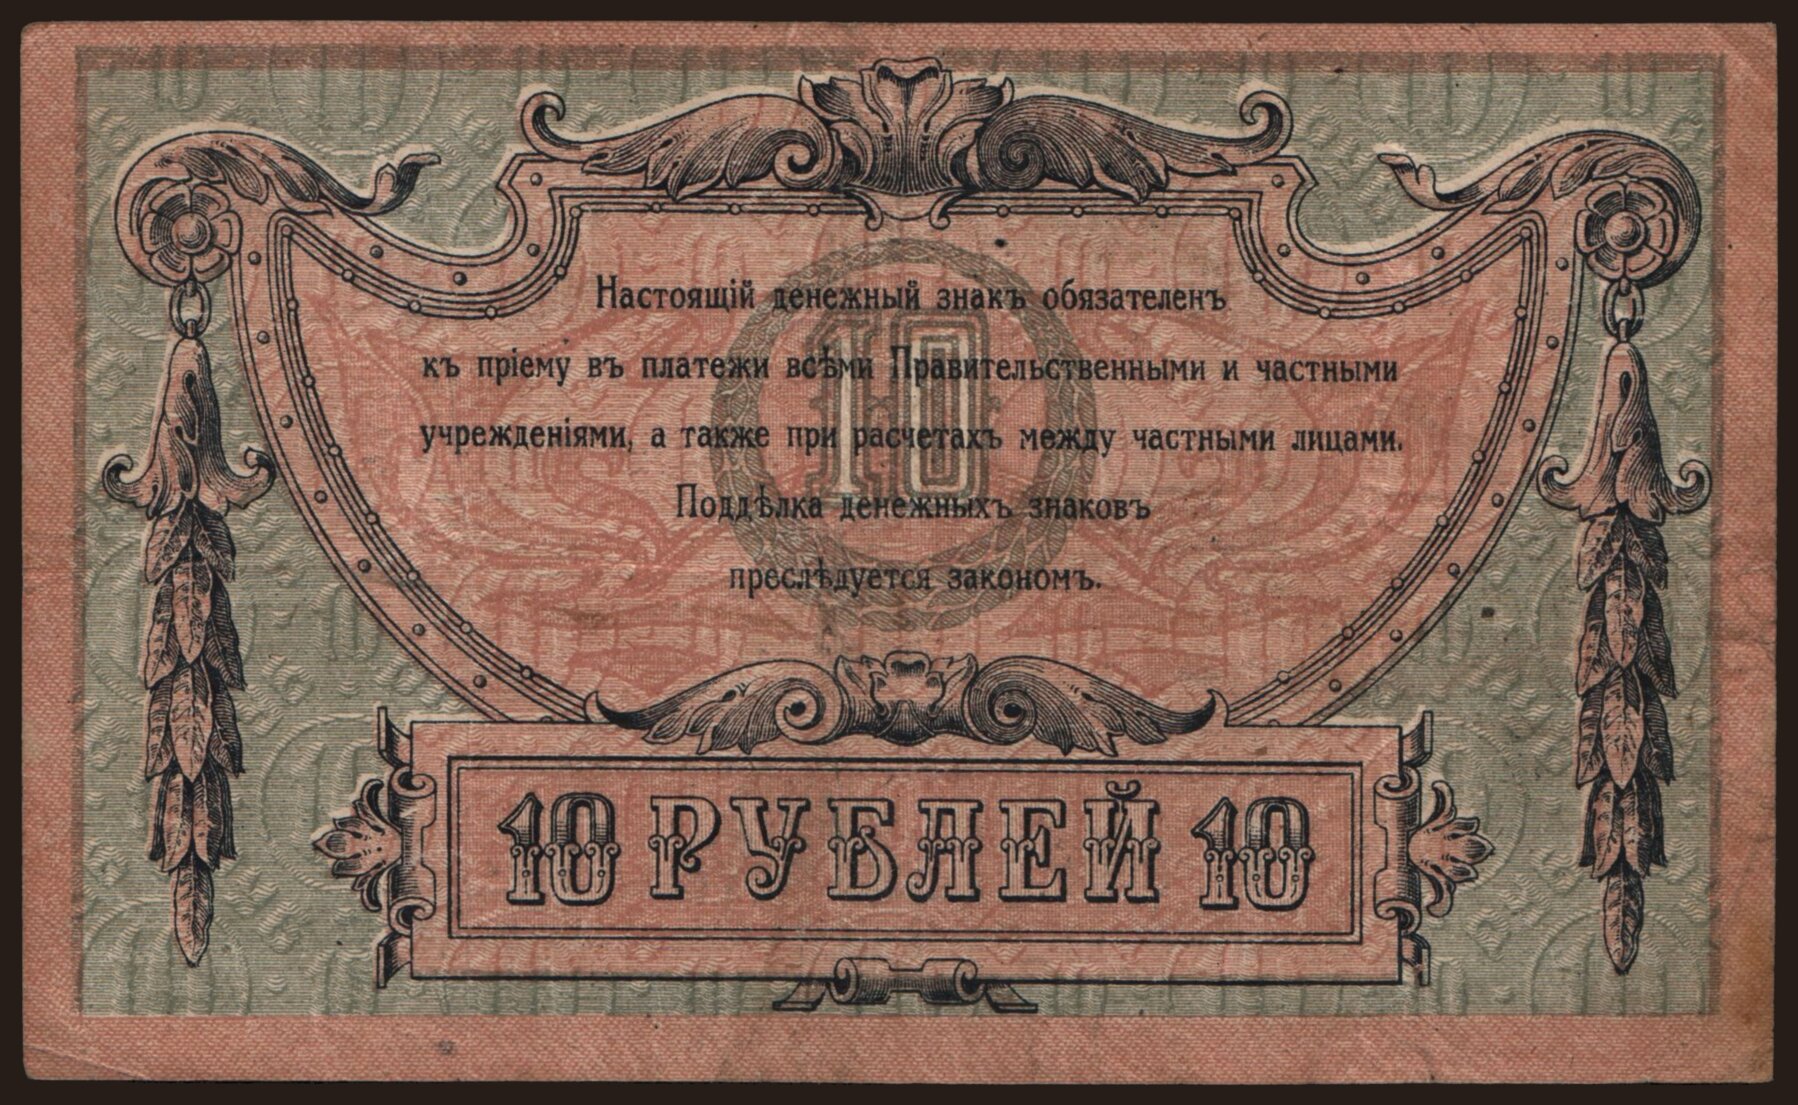 Настоящій денежный знакъ обязателенъ
къ пріему въ платежи всѣми Правительственными и частными
учрежденіями, а также при расчетахъ между частными лицами.
10
Поддѣлка денежныхъ знаковъ
преслѣдуется закономъ.
10 РУБЛЕЙ 10